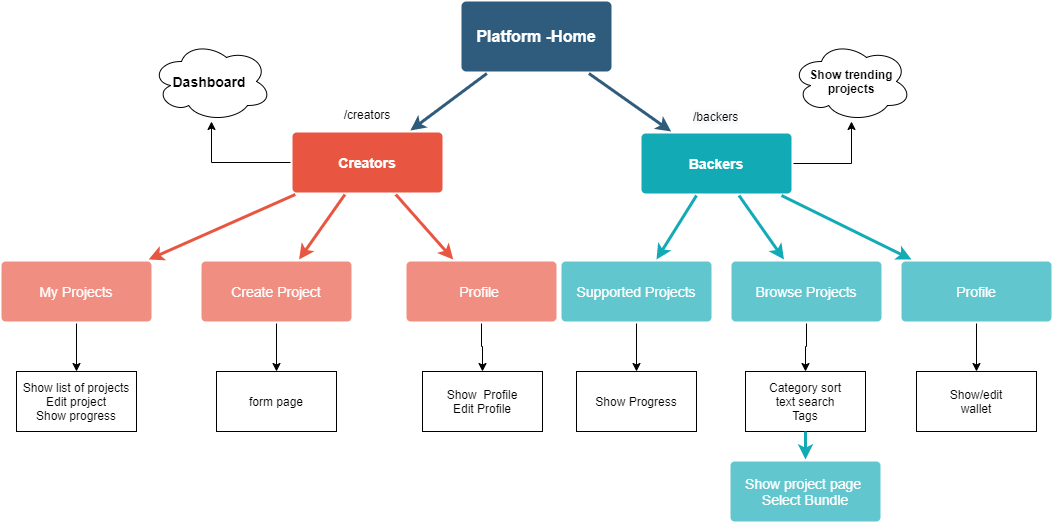 Platform -Home
Dashboard
Show trending
projects
/creators
/backers
Creators
Backers
My Projects
Create Project
Profile
Supported Projects
Browse Projects
Profile
Show list of projects
Edit project
Show progress
form page
Show  Profile
Edit Profile
Show Progress
Category sort
text search
Tags
Show/edit
wallet
Show project page
Select Bundle